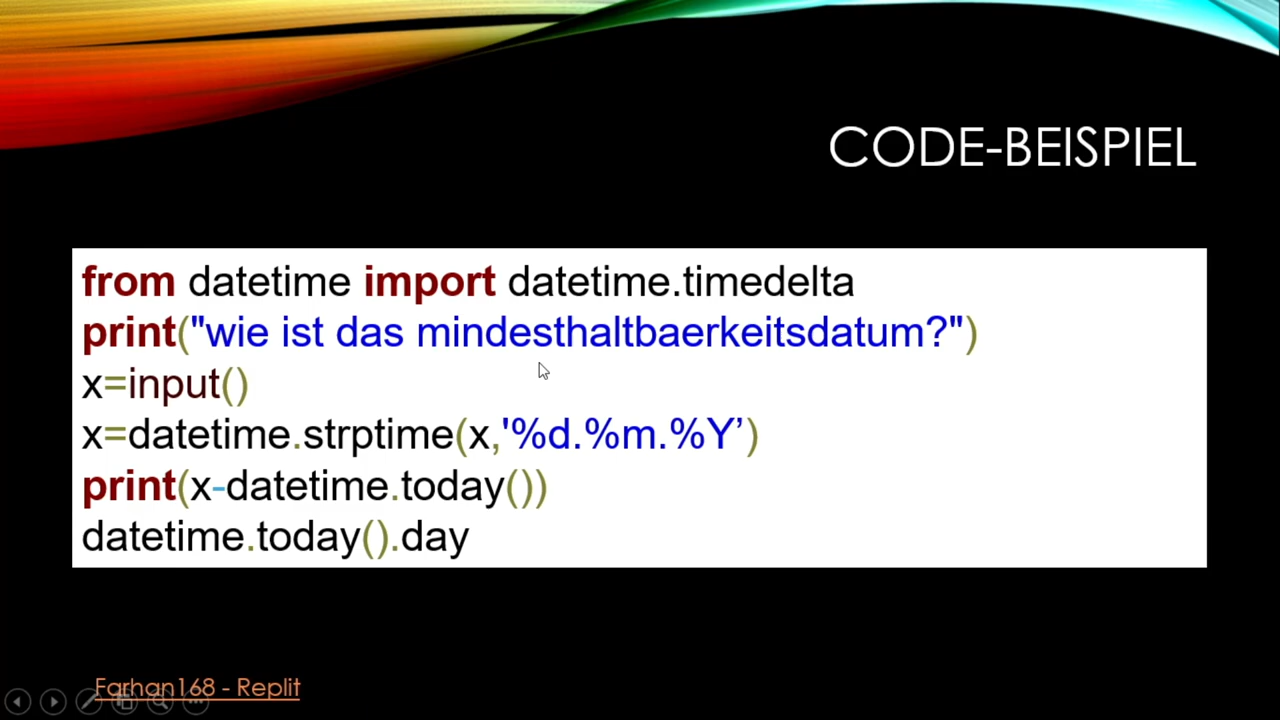 CODE-BEISPIEL
from datetime import datetime.timedelta
print("wie ist das mindesthaltbaerkeitsdatum?")
x=input()
x=datetime.strptime(x,'%d.%m.%Y’)
print(x-datetime.today())
datetime.today().day
Farhan168 - Replit